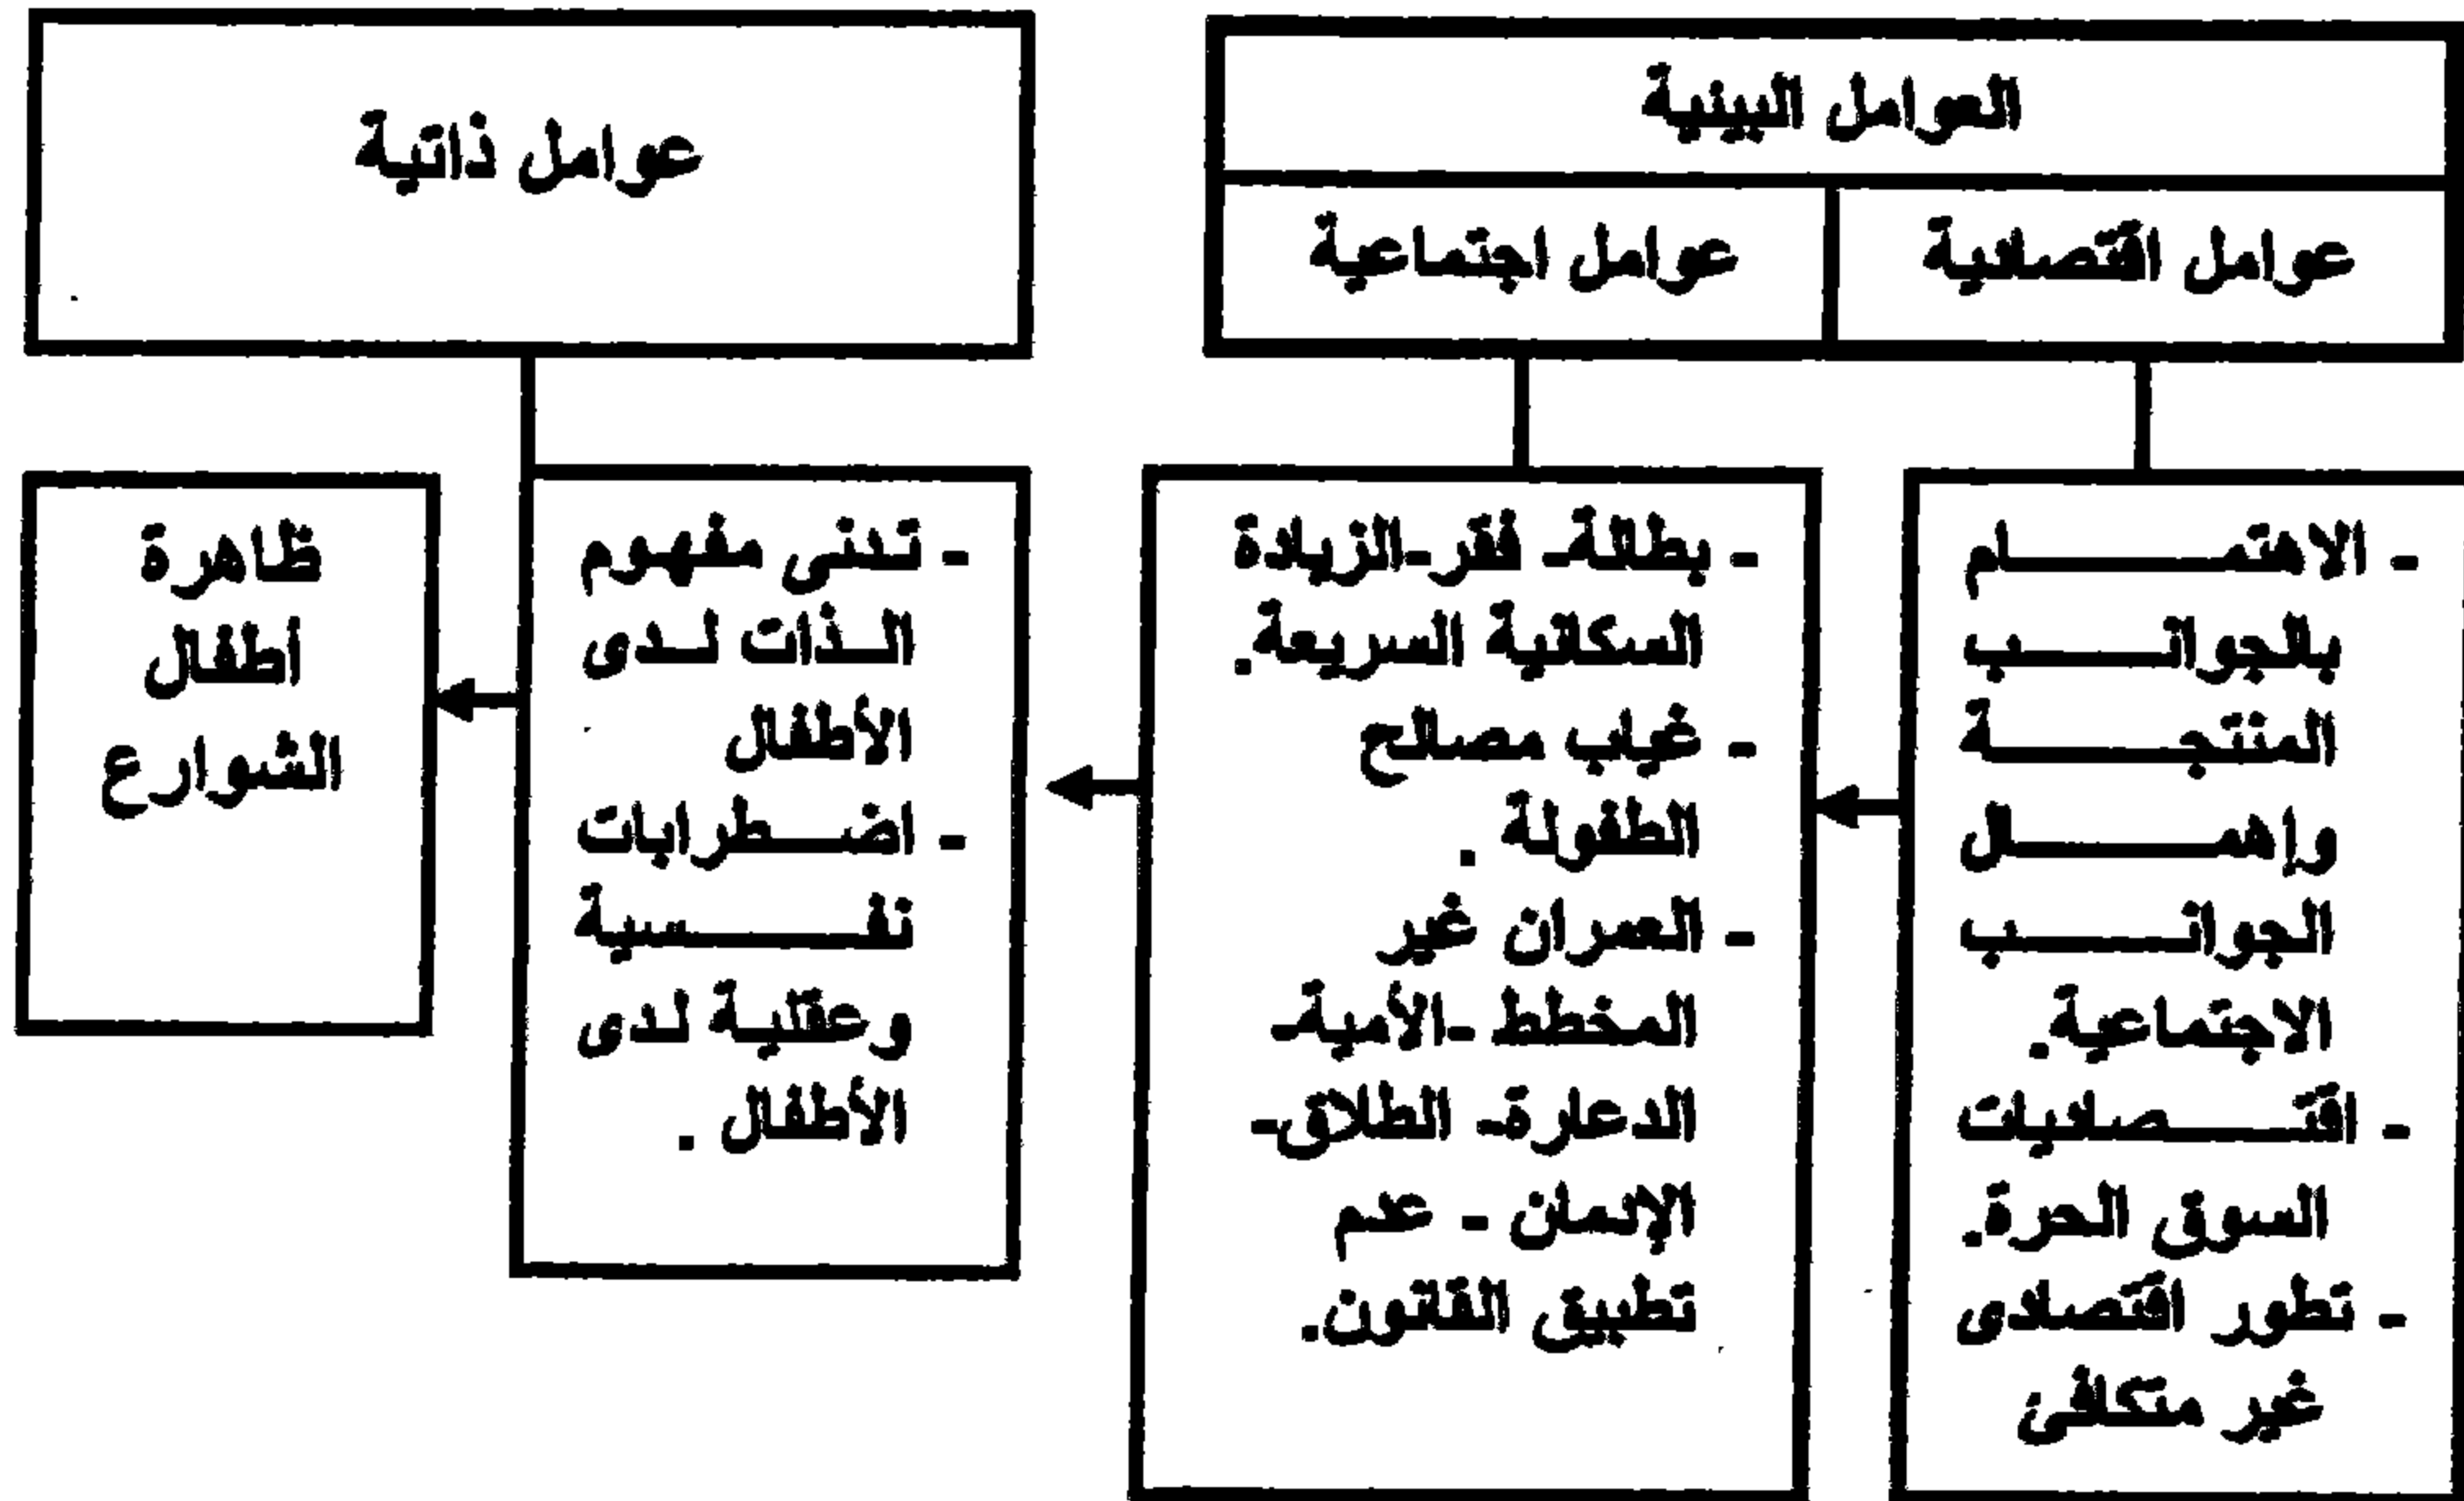 العوامل البيئية
عوامل اقتصادية
عوامل اجتماعية
عوامل ذاتية
- الاهتمام
بالجوانب
المنتجة
وإهمال
الجوانب
الاجتماعية.
- اقتصاديات
السوق الحرة.
- تطور اقتصادى
غير متكافئ
- بطالة- فقر-الزيادة
السكانية السريعة.
- غياب مصالح
الطفولة .
- العمران غير
المخطط -الأمية-
الدعارة- الطلاق-
الإدمان - عدم
تطبيق القانون.
- تدنى مفهوم
الذات لدى
الأطفال
- اضطرابات
نفسية
وعقلية لدى
الأطفال .
ظاهرة
أطفال
الشوارع